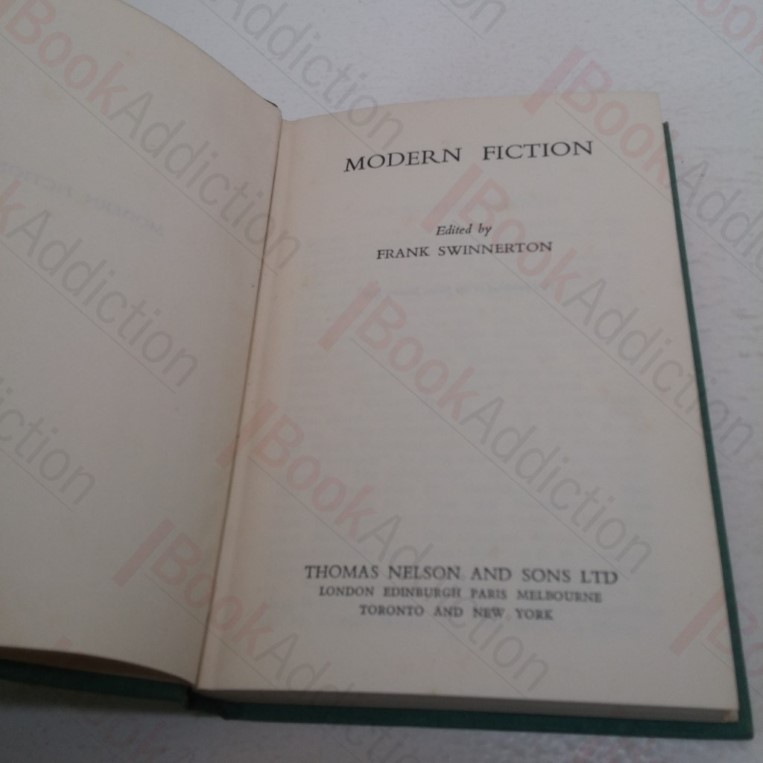 MODERN FICTION
Edited by
FRANK SWINNERTON
THOMAS NELSON AND SONS LTD
LONDON EDINBURGH PARIS MELBOURNE
TORONTO AND NEW YORK
BookAddiction